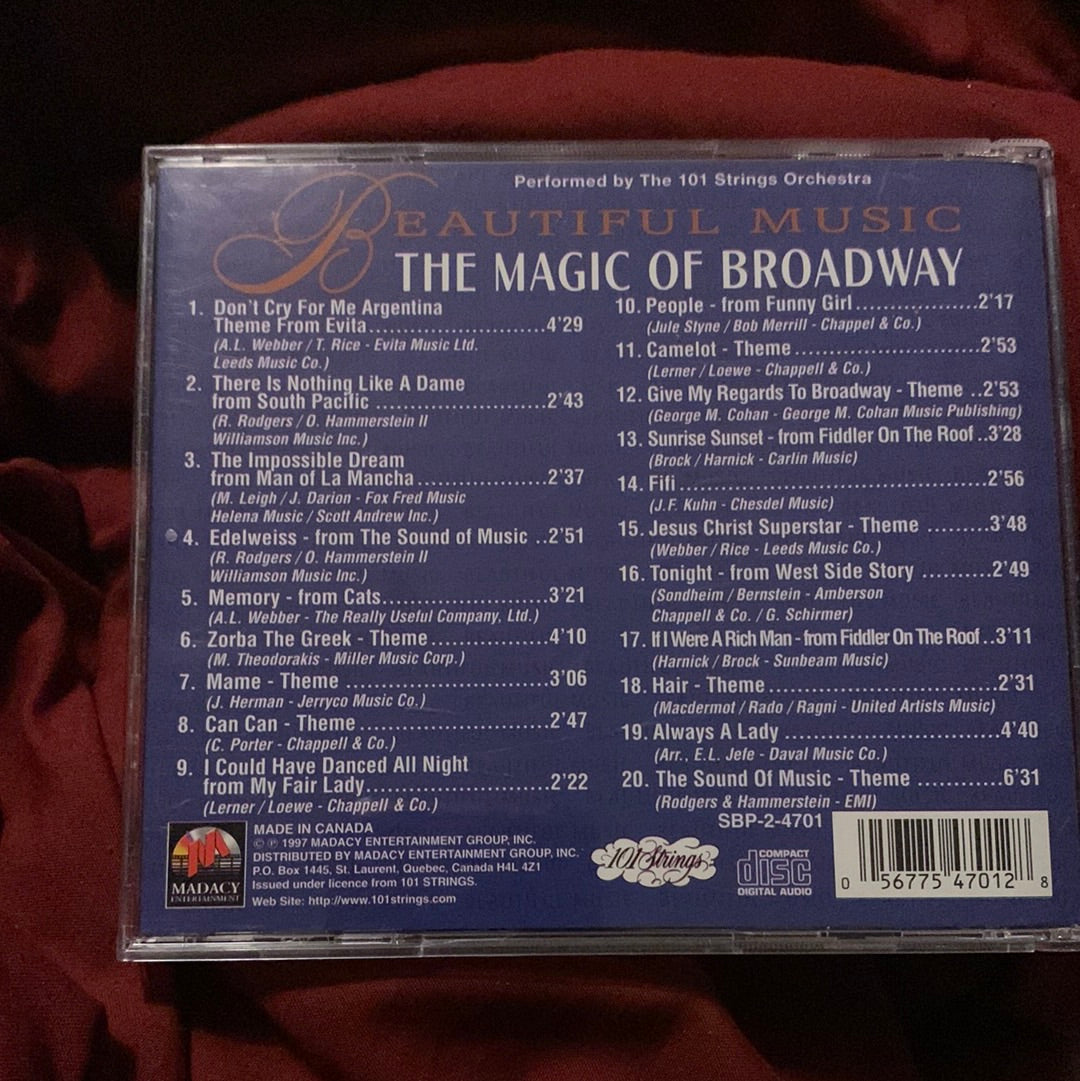 Performed by The 101 Strings Orchestra
BEAUTIFUL MUSIC
THE MAGIC OF BROADWAY
1. Don't Cry For Me Argentina
Theme From Evita..........................4'29
(A.L. Webber / T. Rice - Evita Music Ltd.
Leeds Music Co.)
2. There Is Nothing Like A Dame
from South Pacific .........................2'43
(R. Rodgers / O. Hammerstein II
Williamson Music Inc.)
3. The Impossible Dream
from Man of La Mancha...................2'37
(M. Leigh / J. Darion - Fox Fred Music
Helena Music / Scott Andrew Inc.)
4. Edelweiss - from The Sound of Music ..2'51
(R. Rodgers / O. Hammerstein II
Williamson Music Inc.)
5. Memory - from Cats........................3'21
(A.L. Webber - The Really Useful Company, Ltd.)
6. Zorba The Greek - Theme.................4'10
(M. Theodorakis - Miller Music Corp.)
7. Mame - Theme .............................3'06
(J. Herman - Jerryco Music Co.)
8. Can Can - Theme...........................2'47
(C. Porter - Chappell & Co.)
9. I Could Have Danced All Night
from My Fair Lady..........................2'22
(Lerner / Loewe - Chappell & Co.)
10. People - from Funny Girl..................2'17
(Jule Styne / Bob Merrill - Chappel & Co.)
11. Camelot - Theme...........................2'53
(Lerner / Loewe - Chappell & Co.)
12. Give My Regards To Broadway - Theme ..2'53
(George M. Cohan - George M. Cohan Music Publishing)
13. Sunrise Sunset - from Fiddler On The Roof..3'28
(Brock / Harnick - Carlin Music)
14. Fifi.............................................2'56
(J.F. Kuhn - Chesdel Music)
15. Jesus Christ Superstar - Theme .........3'48
(Webber / Rice - Leeds Music Co.)
16. Tonight - from West Side Story ..........2'49
(Sondheim / Bernstein - Amberson
Chappell & Co. / G. Schirmer)
17. If I Were A Rich Man - from Fiddler On The Roof..3'11
(Harnick / Brock - Sunbeam Music)
18. Hair - Theme.................................2'31
(Macdermot / Rado / Ragni - United Artists Music)
19. Always A Lady ...............................4'40
(Arr., E.L. Jefe - Daval Music Co.)
20. The Sound Of Music - Theme ............6'31
(Rodgers & Hammerstein - EMI)
SBP-2-4701
MADACY
ENTERTAINMENT
MADE IN CANADA
© ℗ 1997 MADACY ENTERTAINMENT GROUP, INC.
DISTRIBUTED BY MADACY ENTERTAINMENT GROUP, INC.
P.O. Box 1445, St. Laurent, Quebec, Canada H4L 4Z1
Issued under licence from 101 STRINGS.
Web Site: http://www.101strings.com
101 Strings
COMPACT
disc
DIGITAL AUDIO
0 56775 47012 8